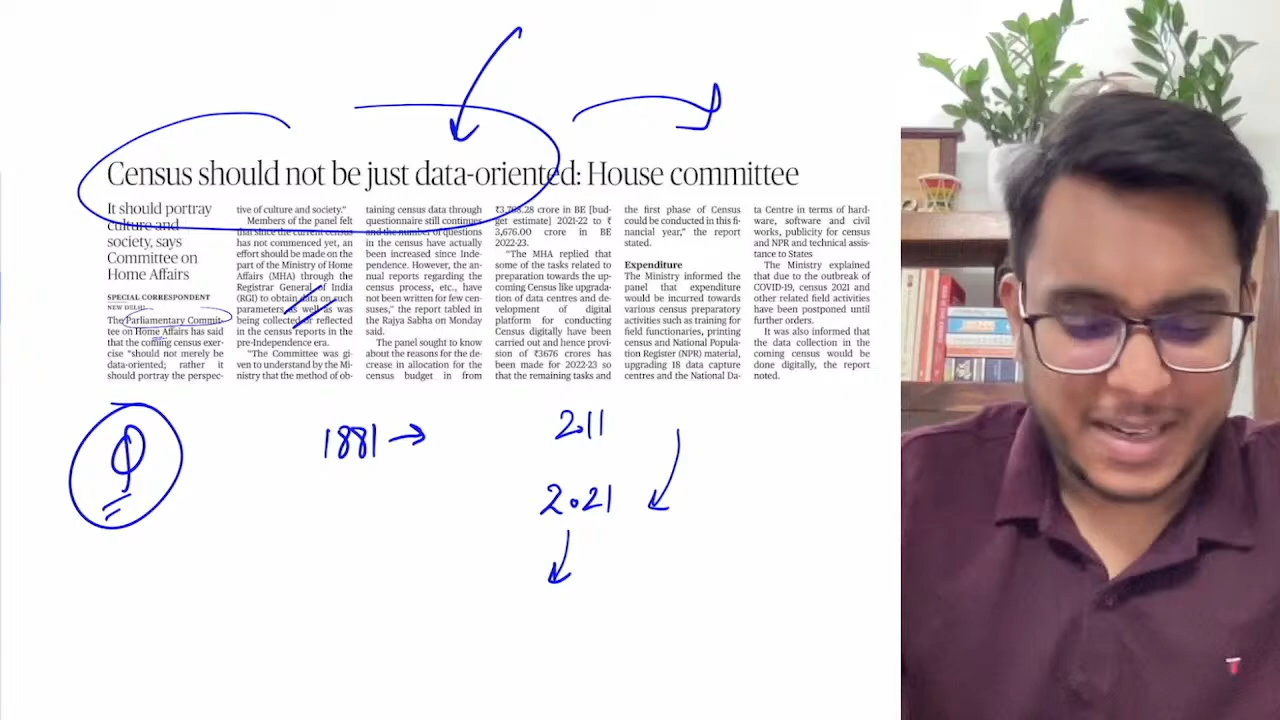 Census should not be just data-oriented: House committee
It should portray
culture and
society, says
Committee on
Home Affairs
SPECIAL CORRESPONDENT
NEW DELHI
The Parliamentary Commit-
tee on Home Affairs has said
that the coming census exer-
cise “should not merely be
data-oriented; rather it
should portray the perspec-
tive of culture and society.”
Members of the panel felt
that since the current census
has not commenced yet, an
effort should be made on the
part of the Ministry of Home
Affairs (MHA) through the
Registrar General of India
(RGI) to obtain data on such
parameters as well as was
being collected or reflected
in the census reports in the
pre-Independence era.
“The Committee was gi-
ven to understand by the Mi-
nistry that the method of ob-
taining census data through
questionnaire still continues
and the number of questions
in the census have actually
been increased since Inde-
pendence. However, the an-
nual reports regarding the
census process, etc., have
not been written for few cen-
suses,” the report tabled in
the Rajya Sabha on Monday
said.
The panel sought to know
about the reasons for the de-
crease in allocation for the
census budget in from
crore in BE [bud-
get estimate] 2021-22 to ₹
3,676.00 crore in BE
2022-23.
“The MHA replied that
some of the tasks related to
preparation towards the up-
coming Census like upgrada-
tion of data centres and de-
velopment of digital
platform for conducting
Census digitally have been
carried out and hence provi-
sion of ₹3676 crores has
been made for 2022-23 so
that the remaining tasks and
the first phase of Census
could be conducted in this fi-
nancial year,” the report
stated.
Expenditure
The Ministry informed the
panel that expenditure
would be incurred towards
various census preparatory
activities such as training for
field functionaries, printing
census and National Popula-
tion Register (NPR) material,
upgrading 18 data capture
centres and the National Da-
ta Centre in terms of hard-
ware, software and civil
works, publicity for census
and NPR and technical assis-
tance to States
The Ministry explained
that due to the outbreak of
COVID-19, census 2021 and
other related field activities
have been postponed until
further orders.
It was also informed that
the data collection in the
coming census would be
done digitally, the report
noted.
1881 →
211
2021